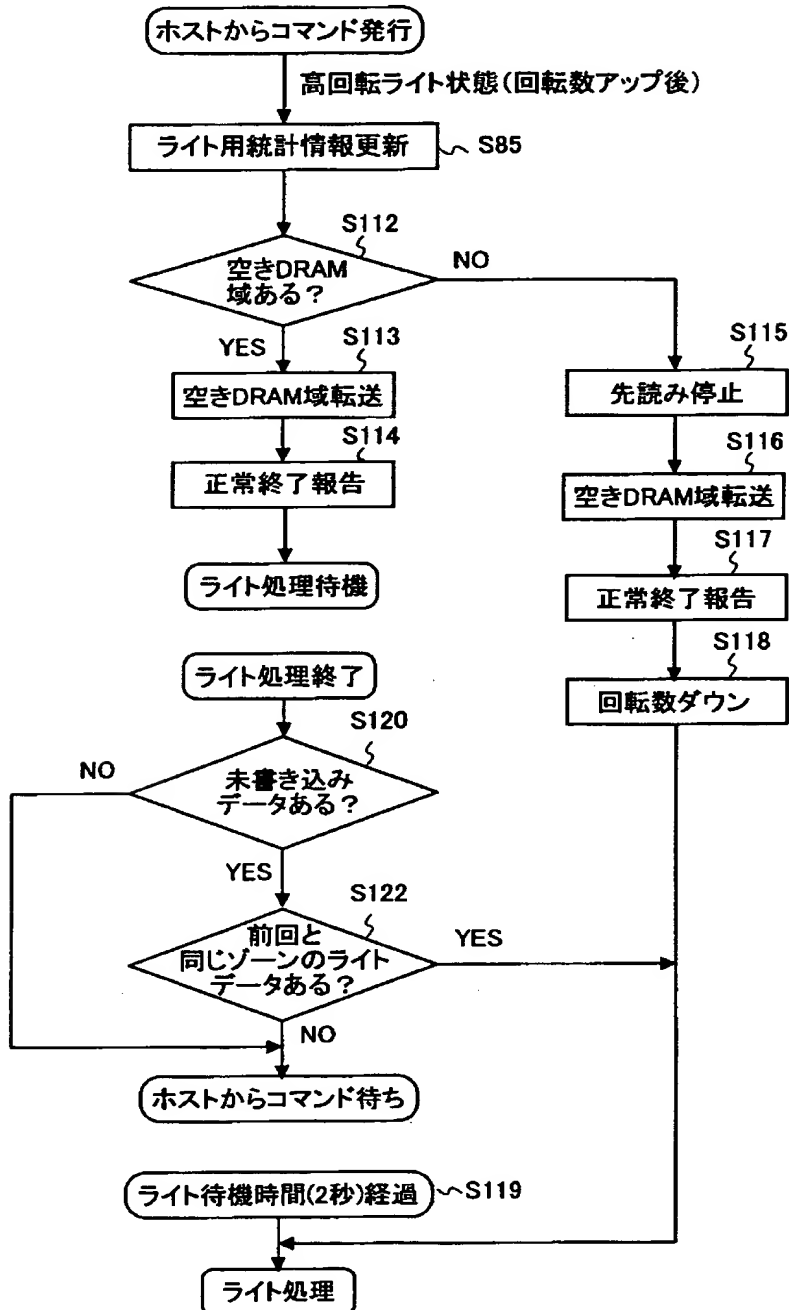 ホストからコマンド発行
高回転ライト状態(回転数アップ後)
ライト用統計情報更新
S85
S112
空きDRAM
域ある?
NO
YES
S113
空きDRAM域転送
S114
正常終了報告
ライト処理待機
S115
先読み停止
S116
空きDRAM域転送
S117
正常終了報告
S118
回転数ダウン
ライト処理終了
S120
未書き込み
データある?
NO
YES
S122
前回と
同じゾーンのライト
データある?
YES
NO
ホストからコマンド待ち
ライト待機時間(2秒)経過
S119
ライト処理